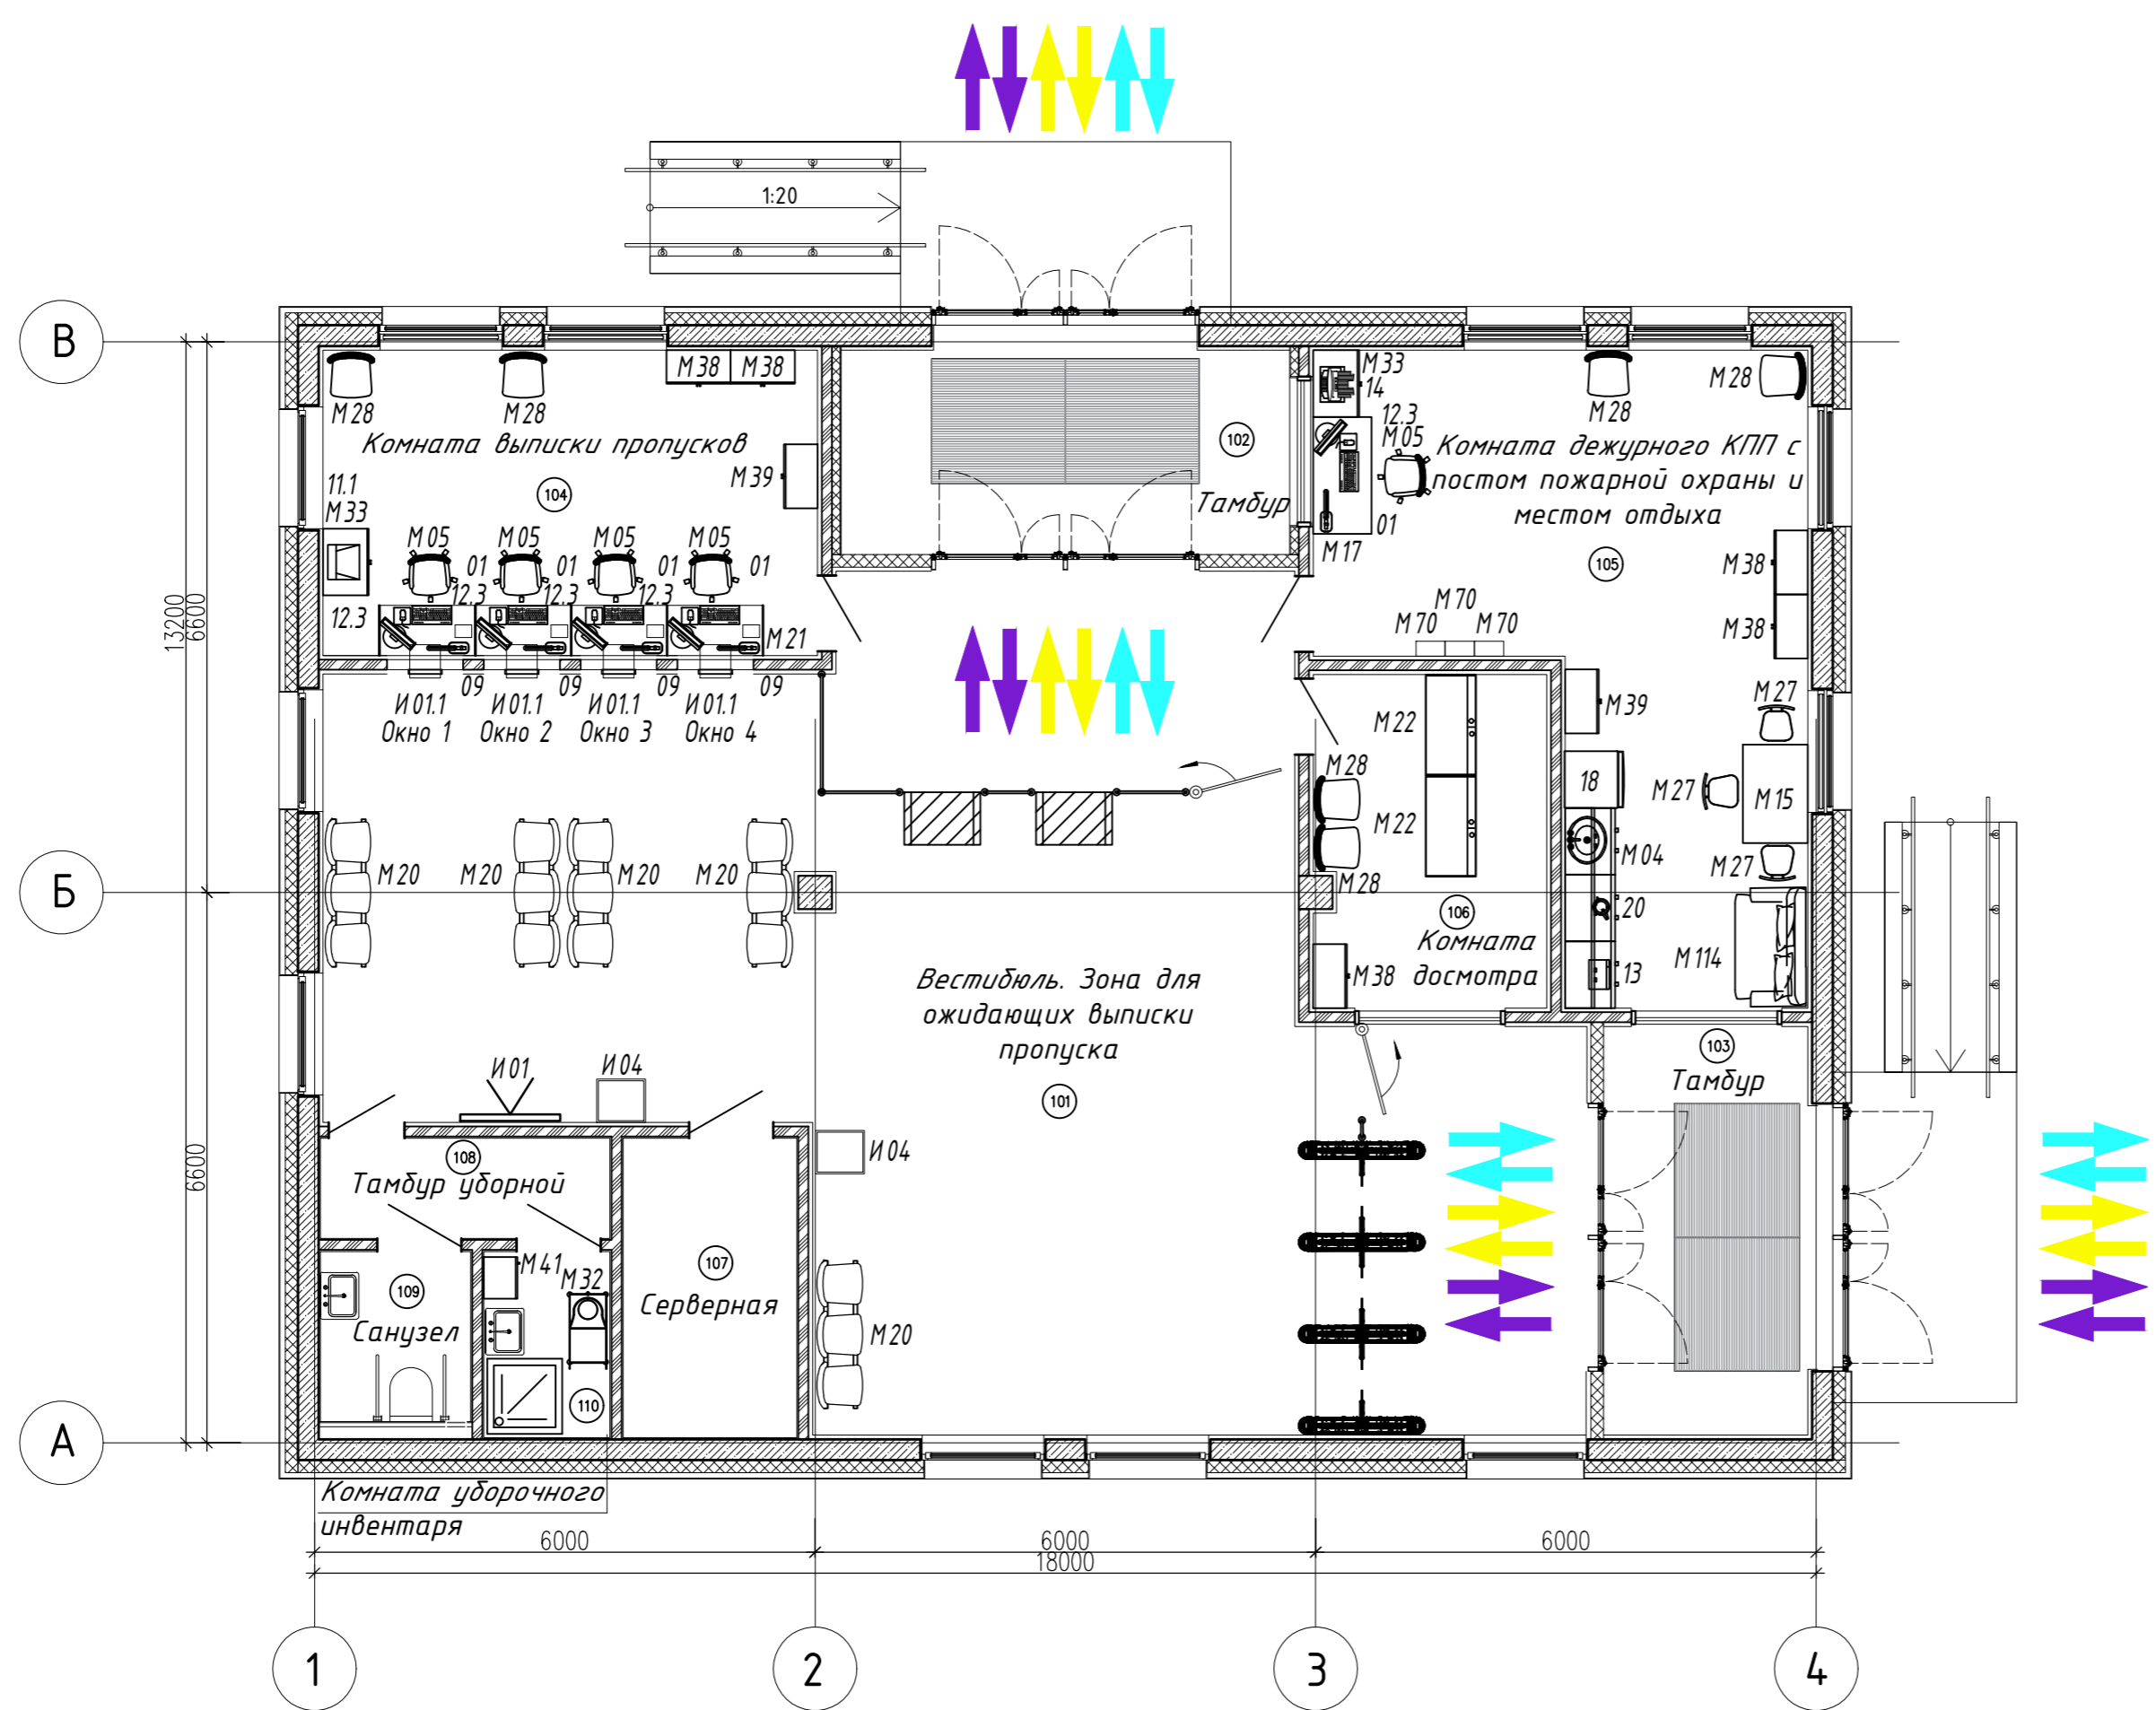 1:20
В
М38 М38
М33
14
М28
М28
М28
М28
12.3
М05
Комната выписки пропусков
102
Комната дежурного КПП с
постом пожарной охраны и
местом отдыха
М39
11.1
М33
104
Тамбур
01
М17
М05
М05
М05
М05
01
01
01
01
105
М38
12.3
12.3
12.3
12.3
М21
М38
М70
М70
М70
13200
6600
09
09
09
09
И01.1
Окно 1
И01.1
Окно 2
И01.1
Окно 3
И01.1
Окно 4
М22
М39
М27
М28
18
М27
М15
М22
М04
М27
Б
М20
М20
М20
М20
М28
106
20
Комната
досмотра
М38
13
М114
Вестибюль. Зона для
ожидающих выписки
пропуска
101
103
Тамбур
И01
И04
И04
108
Тамбур уборной
6600
М41
М32
109
Санузел
107
Серверная
М20
110
А
Комната уборочного
инвентаря
6000
6000
6000
18000
1
2
3
4